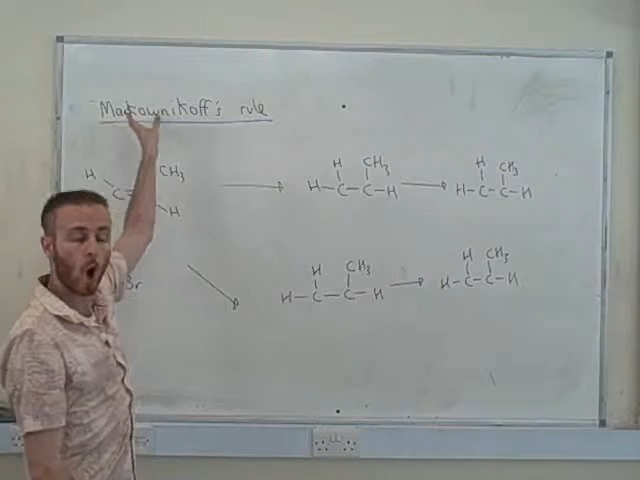 Markownikoff's rule
H CH3 H CH3 H CH3
C H H-C-C-H H-C-C-H
H
Br H CH3 H CH3
H-C-C-H H-C-C-H